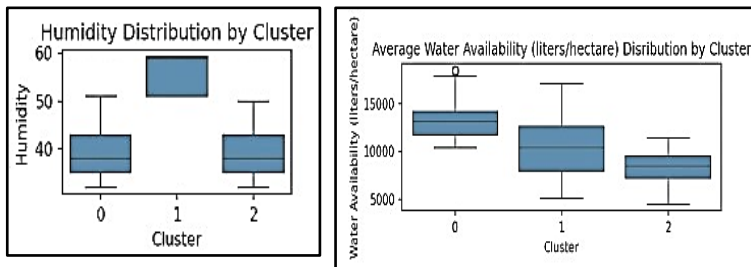 Humidity Distribution by Cluster
Humidity
60
50
40
0 1 2
Cluster
Average Water Availability (liters/hectare) Disribution by Cluster
Water Availability (liters/hectare)
15000
10000
5000
0 1 2
Cluster